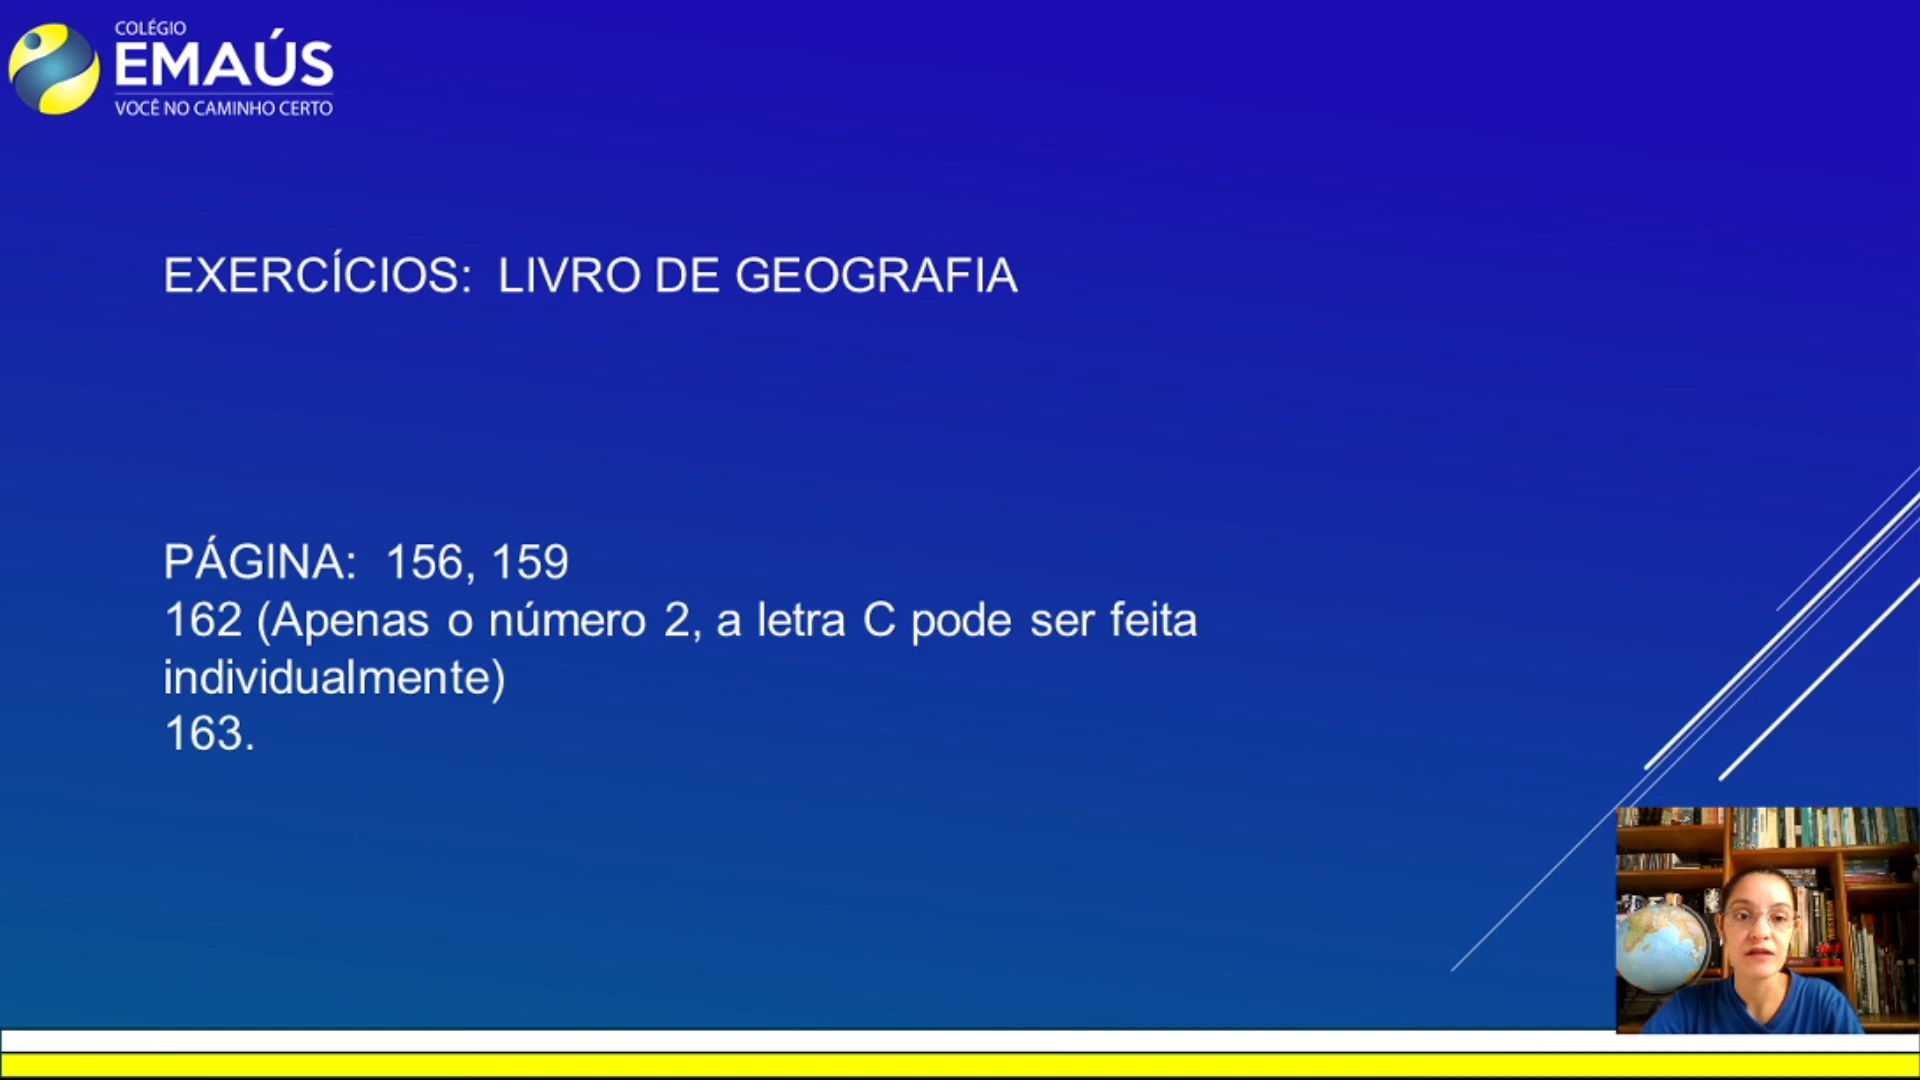 COLÉGIO
EMAÚS
VOCÊ NO CAMINHO CERTO
EXERCÍCIOS: LIVRO DE GEOGRAFIA
PÁGINA: 156, 159
162 (Apenas o número 2, a letra C pode ser feita
individualmente)
163.